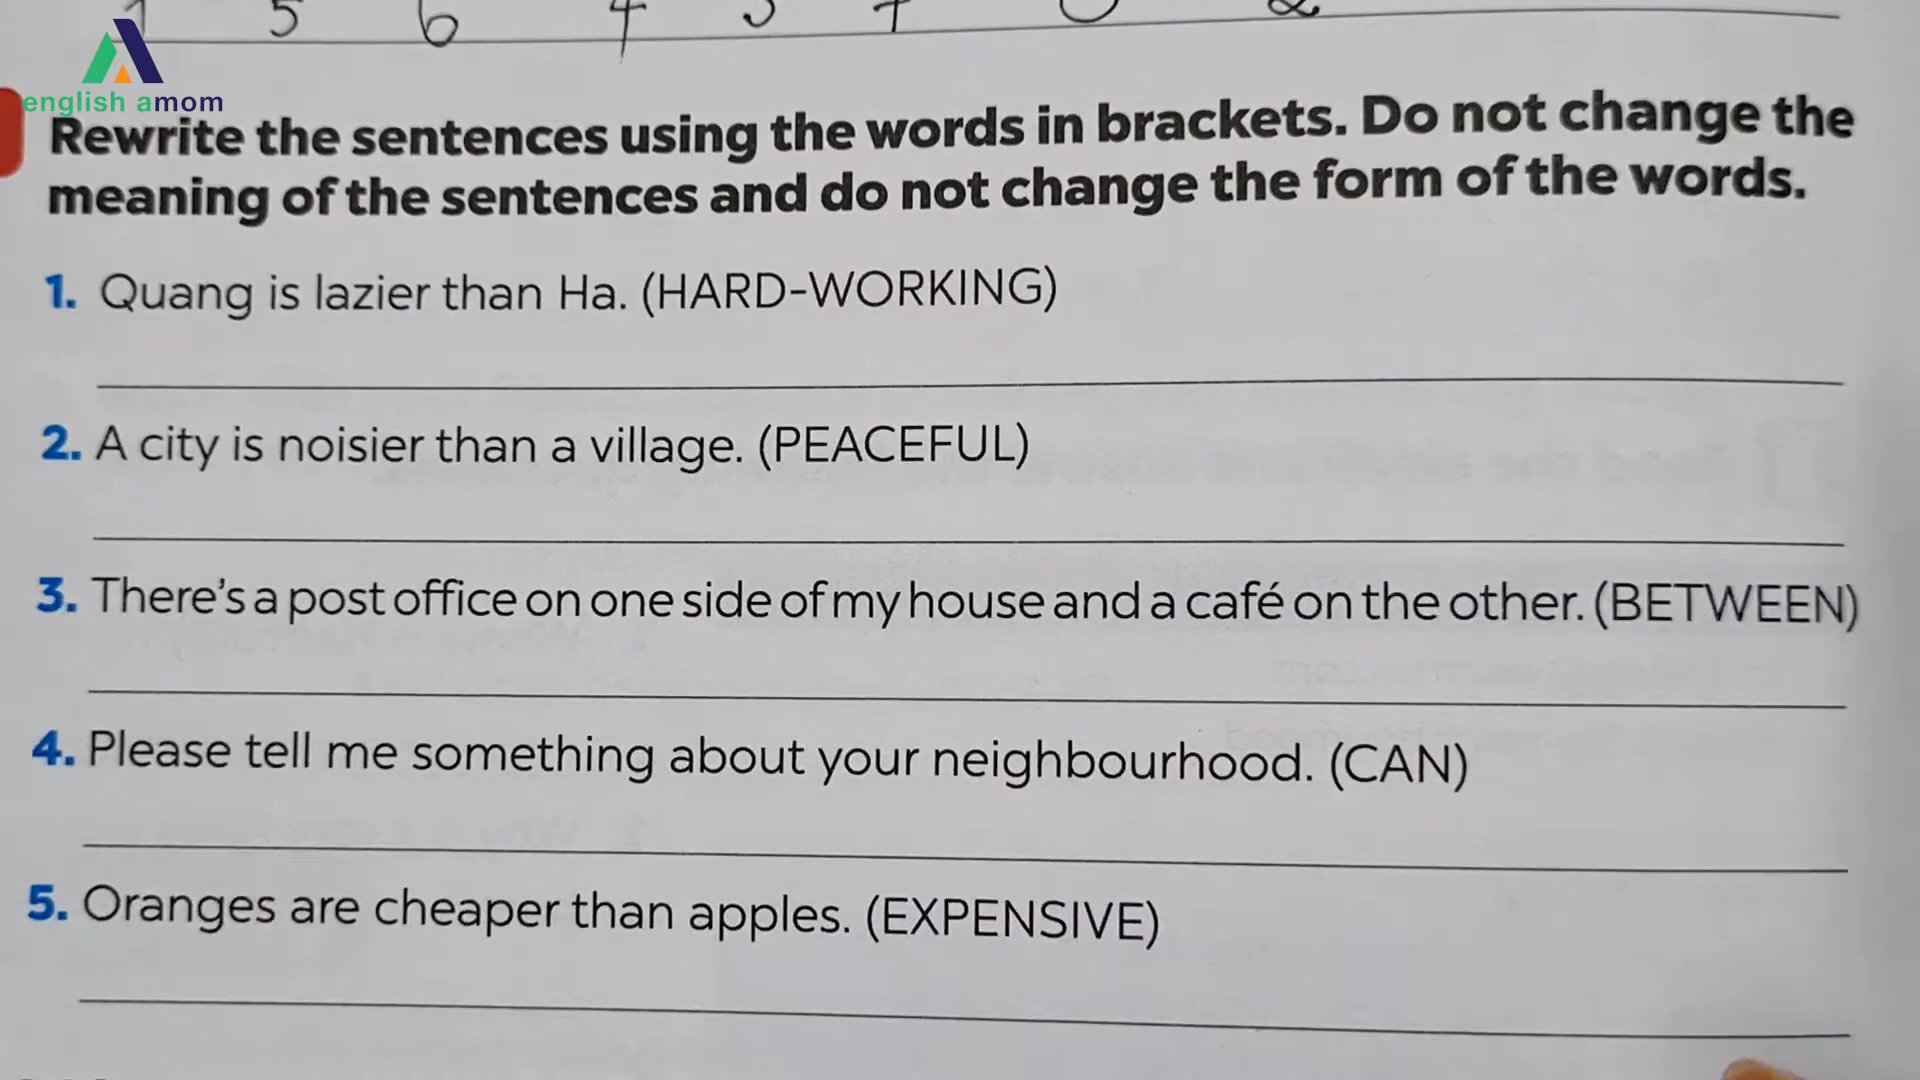 5 6 4
english amom
Rewrite the sentences using the words in brackets. Do not change the
meaning of the sentences and do not change the form of the words.
1. Quang is lazier than Ha. (HARD-WORKING)
2. A city is noisier than a village. (PEACEFUL)
3. There's a post office on one side of my house and a café on the other. (BETWEEN)
4. Please tell me something about your neighbourhood. (CAN)
5. Oranges are cheaper than apples. (EXPENSIVE)